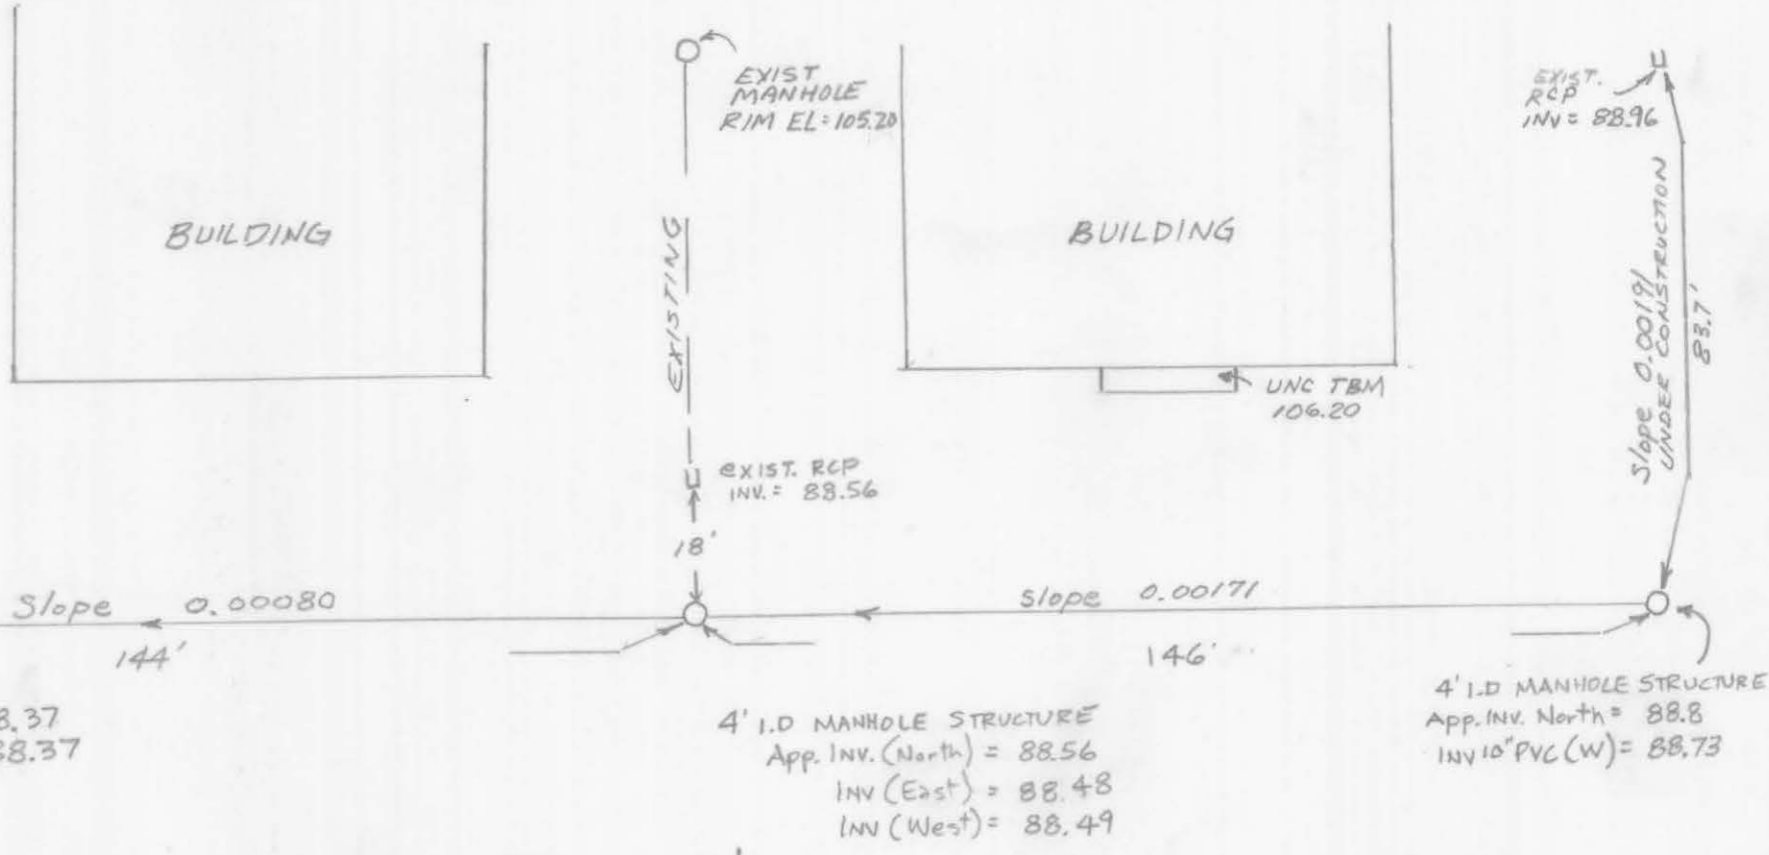 EXIST
MANHOLE
RIM EL=105.20
EXIST.
RCP
INV= 88.96
BUILDING
BUILDING
EXISTING
Slope 0.00191
UNDER CONSTRUCTION
83.7'
UNC TBM
106.20
exist. RCP
INV.= 88.56
18'
Slope 0.00080
144'
Slope 0.00171
146'
8.37
88.37
4' I.D MANHOLE STRUCTURE
App. INV. (North) = 88.56
INV (East) = 88.48
INV (West) = 88.49
4' I.D MANHOLE STRUCTURE
App. INV. North= 88.8
INV 10" PVC (W)= 88.73